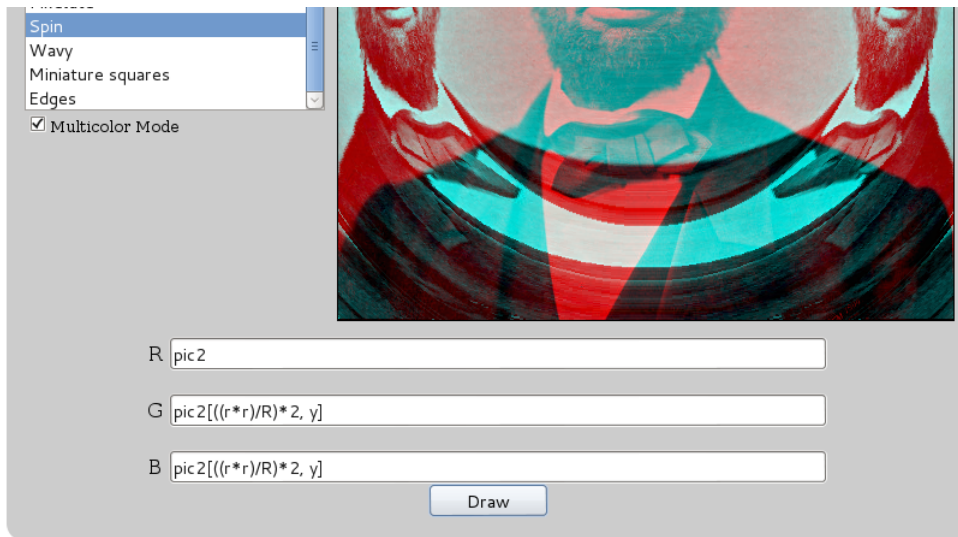 Spin
Wavy
Miniature squares
Edges
Multicolor Mode
R pic2
G pic2[((r*r)/R)*2, y]
B pic2[((r*r)/R)*2, y]
Draw